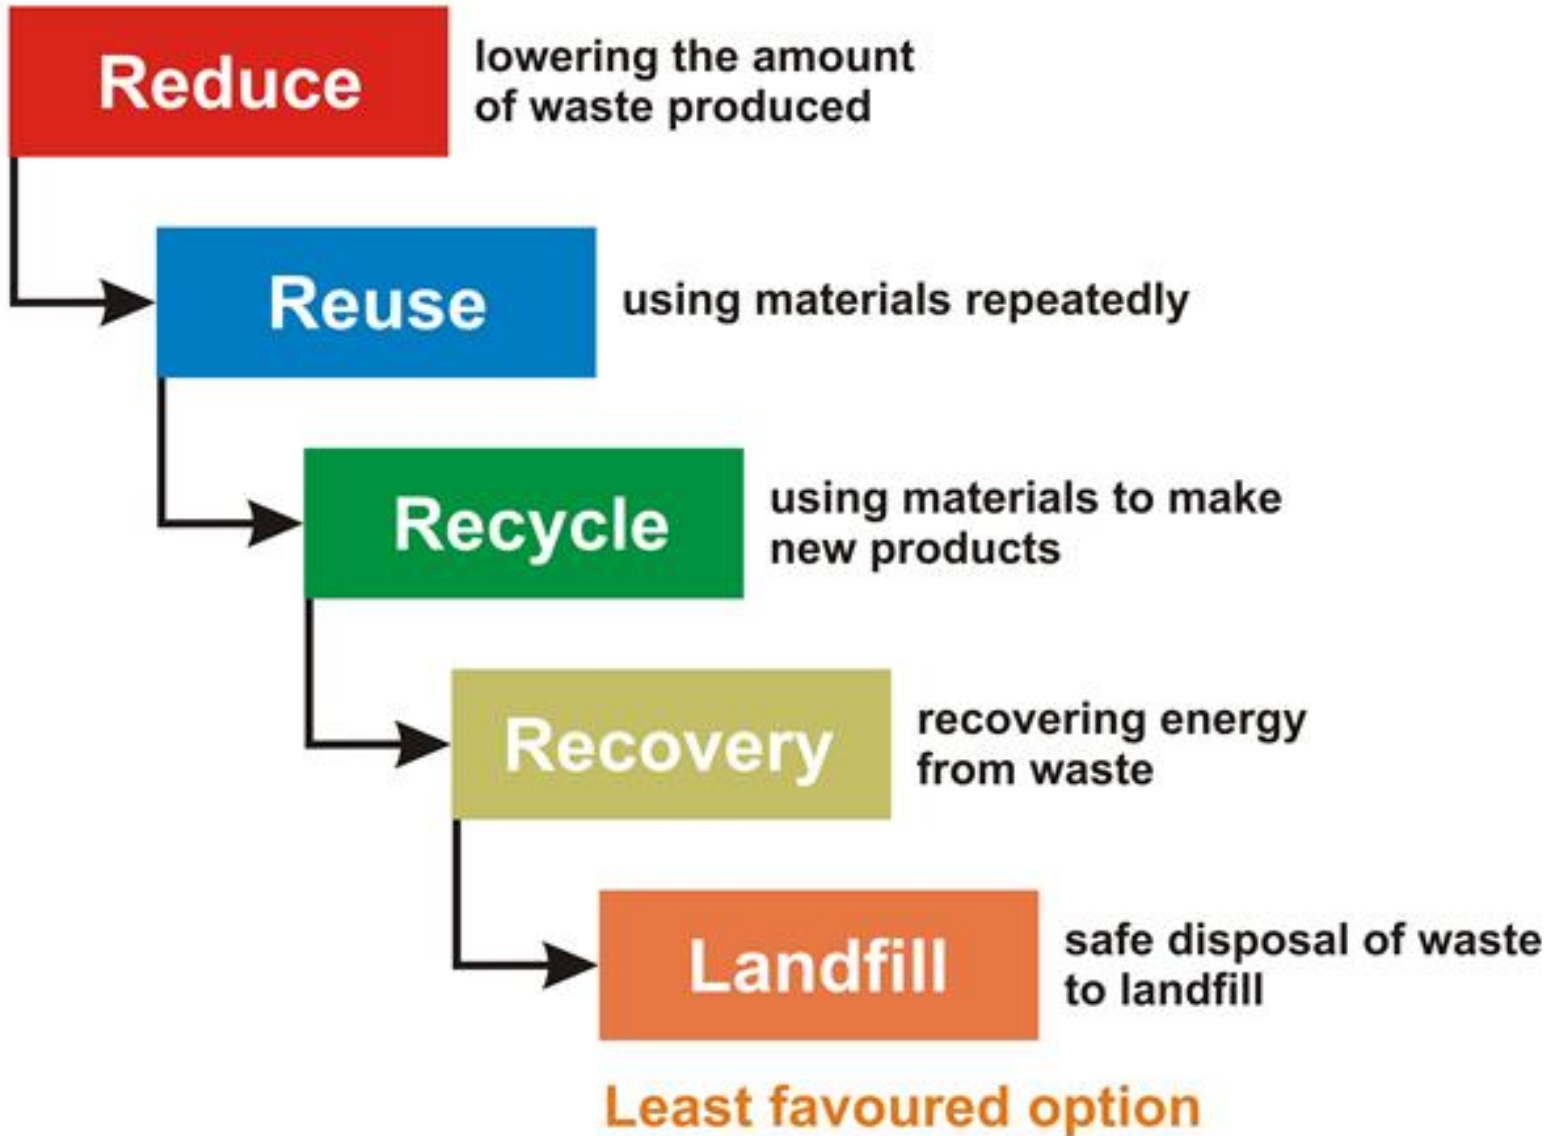 Reduce
lowering the amount
of waste produced
Reuse
using materials repeatedly
Recycle
using materials to make
new products
Recovery
recovering energy
from waste
Landfill
safe disposal of waste
to landfill
Least favoured option